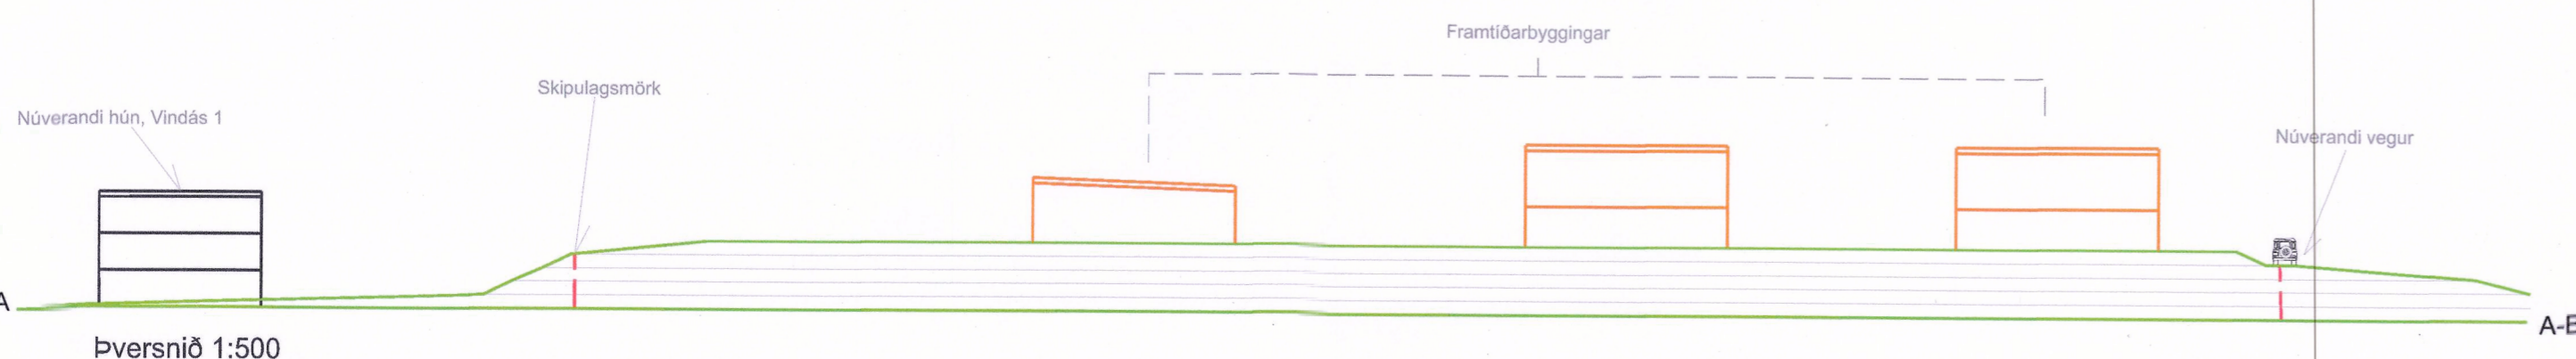 Framtíðarbyggingar
Skipulagsmörk
Núverandi hún, Vindás 1
Núverandi vegur
A
A-B
Þversnið 1:500